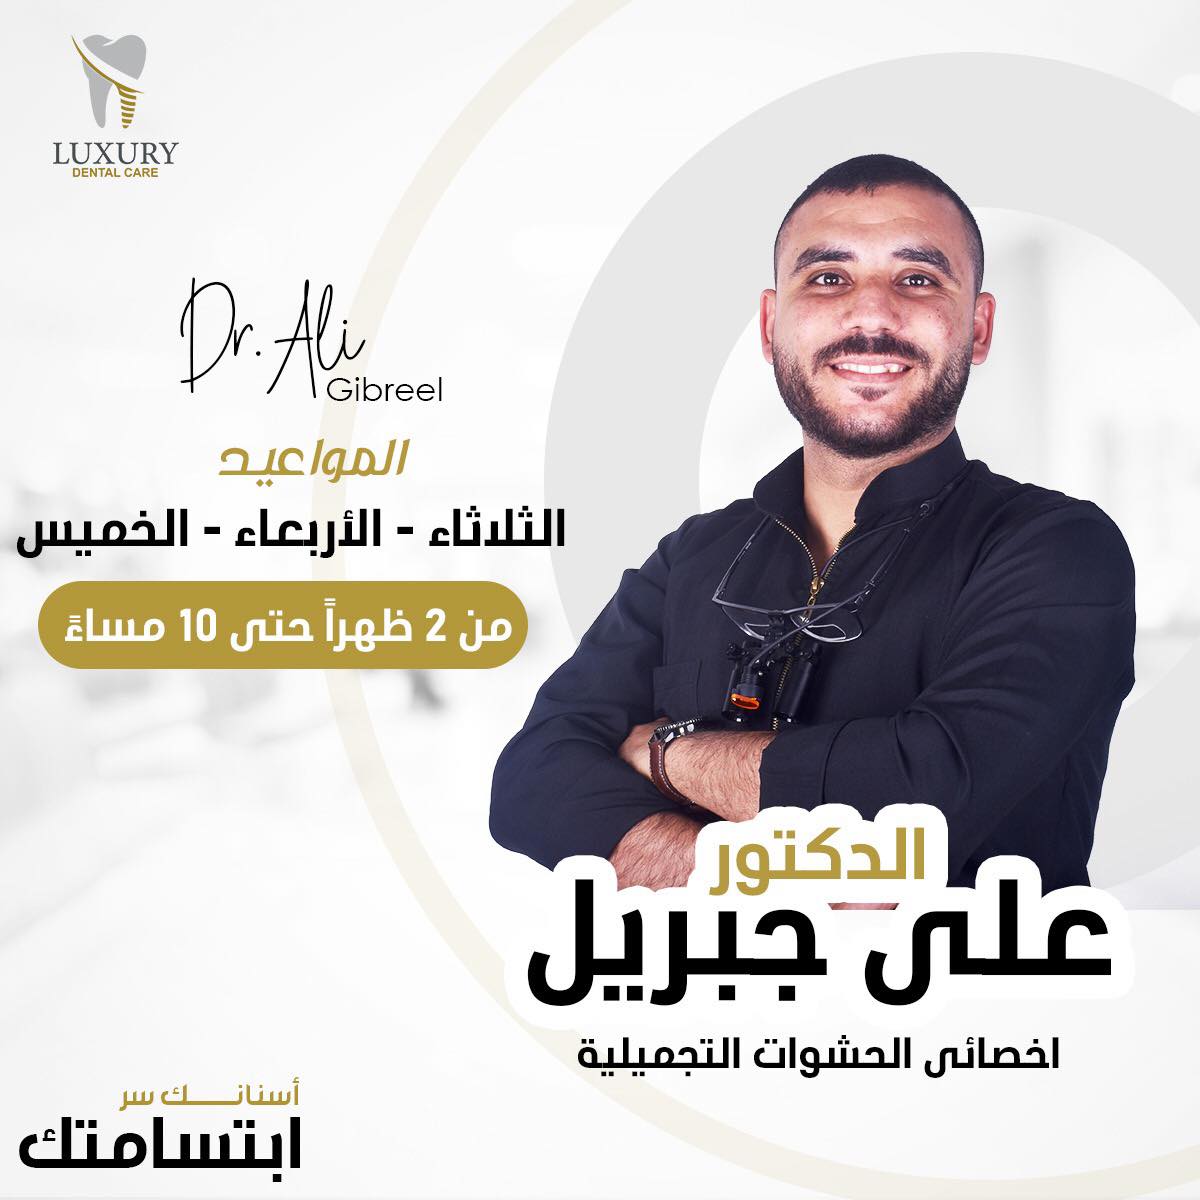 LUXURY
DENTAL CARE
Dr. Ali
Gibreel
المواعيد
الثلاثاء - الأربعاء - الخميس
من 2 ظهراً حتى 10 مساءً
الدكتور
على جبريل
اخصائى الحشوات التجميلية
أسنانـــك سر
ابتسامتك